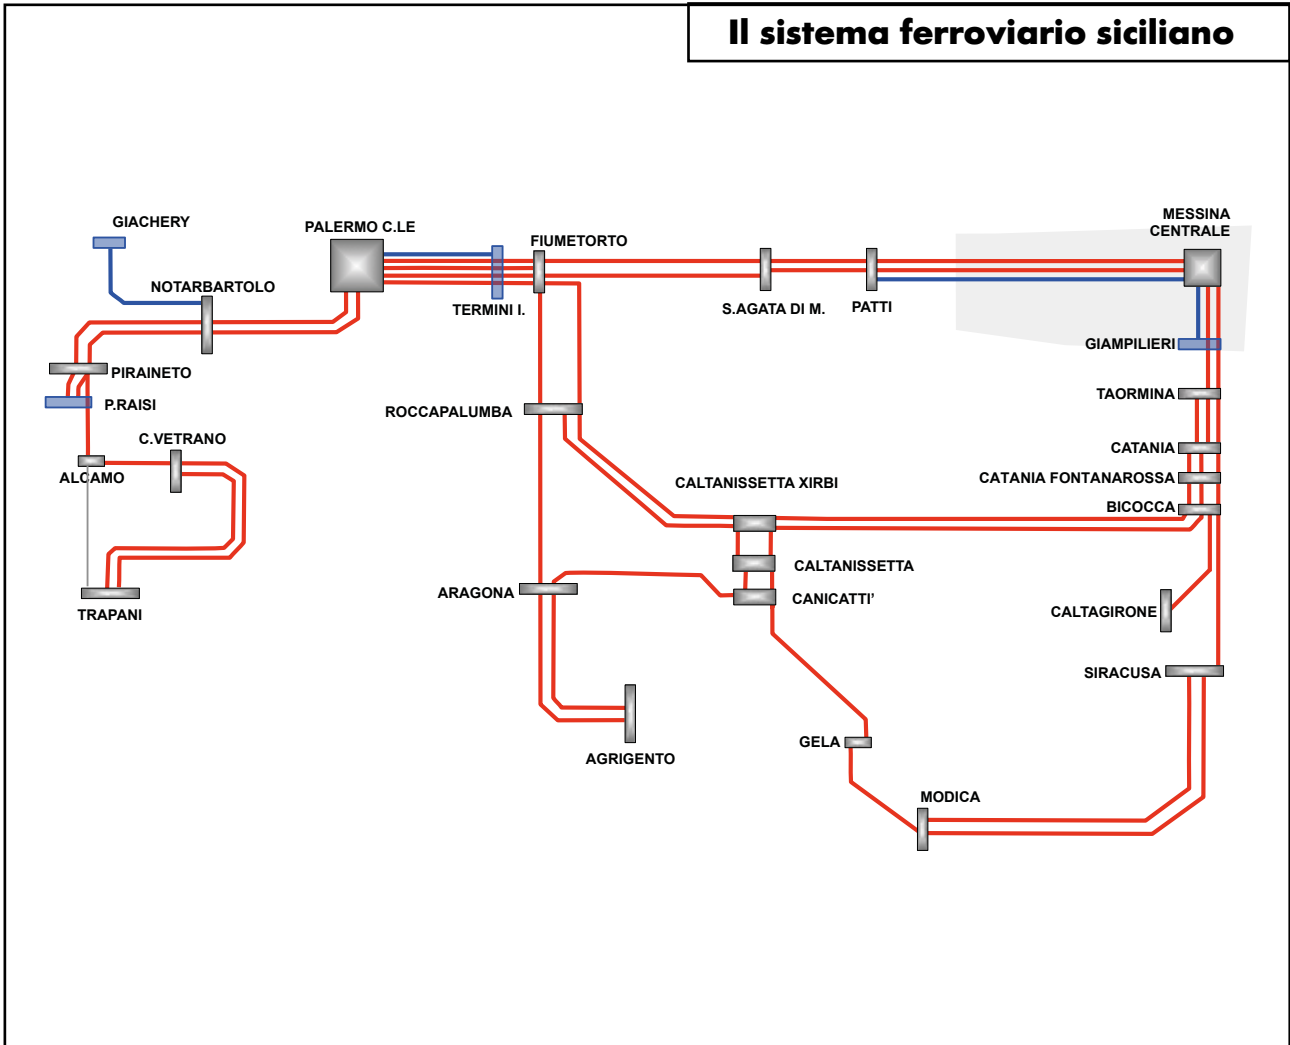 Il sistema ferroviario siciliano
GIACHERY
PALERMO C.LE
MESSINA
CENTRALE
FIUMETORTO
NOTARBARTOLO
TERMINI I.
S.AGATA DI M.
PATTI
GIAMPILIERI
PIRAINETO
P.RAISI
TAORMINA
ROCCAPALUMBA
C.VETRANO
CATANIA
ALCAMO
CALTANISSETTA XIRBI
CATANIA FONTANAROSSA
BICOCCA
CALTANISSETTA
ARAGONA
CANICATTI'
TRAPANI
CALTAGIRONE
SIRACUSA
GELA
AGRIGENTO
MODICA